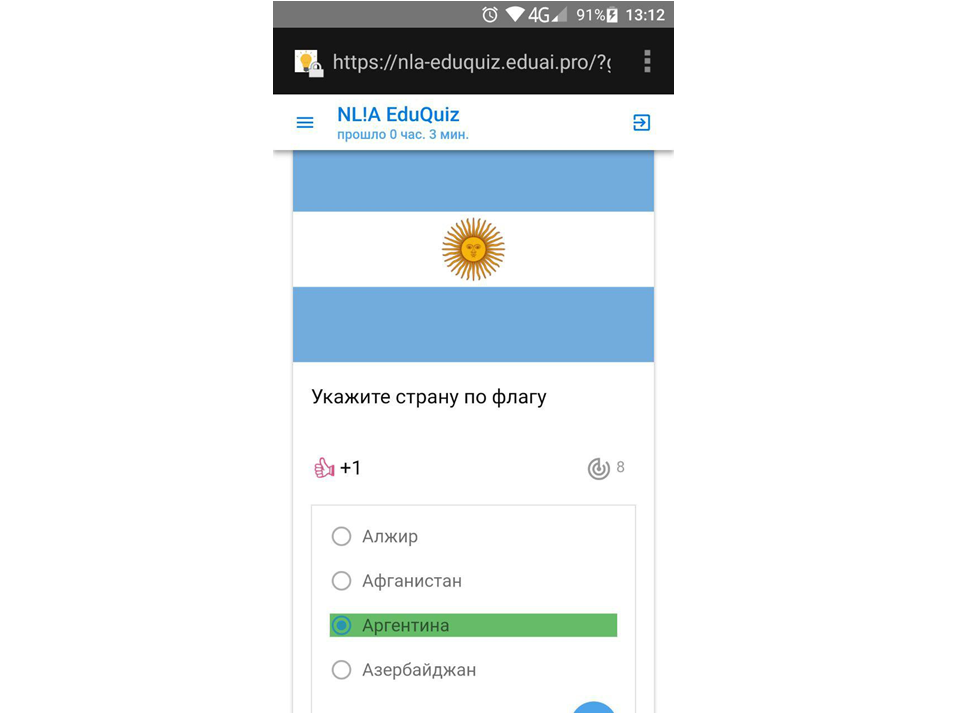 4G 91% 13:12
https://nla-eduquiz.eduai.pro/?
NL!A EduQuiz
прошло 0 час. 3 мин.
Укажите страну по флагу
+1 8
Алжир
Афганистан
Аргентина
Азербайджан